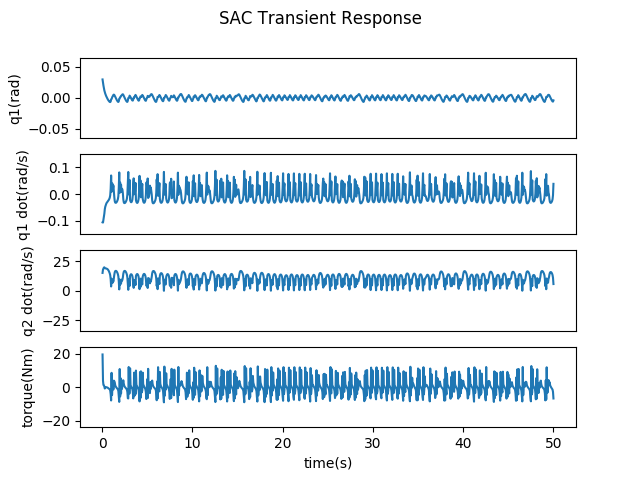 SAC Transient Response
0.05
0.00
−0.05
q1(rad)
0.1
0.0
−0.1
q1 dot(rad/s)
25
0
−25
q2 dot(rad/s)
20
0
−20
torque(Nm)
0 10 20 30 40 50
time(s)